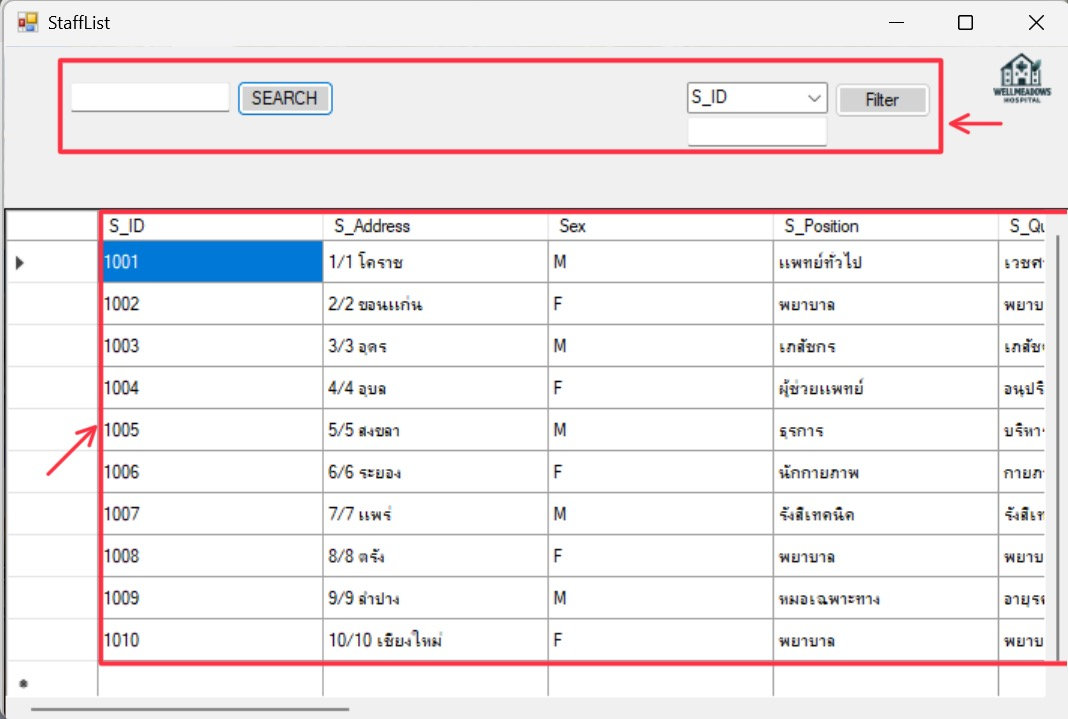 StaffList
WELLMEADOWS
HOSPITAL
SEARCH S_ID Filter
S_ID S_Address Sex S_Position
1001 1/1 โคราช M แพทย์ทั่วไป
1002 2/2 ขอนแก่น F พยาบาล
1003 3/3 อุดร M เภสัชกร
1004 4/4 อุบล F ผู้ช่วยแพทย์
1005 5/5 สงขลา M ธุรการ
1006 6/6 ระยอง F นักกายภาพ
1007 7/7 แพร่ M รังสีเทคนิค
1008 8/8 ตรัง F พยาบาล
1009 9/9 ลำปาง M หมอเฉพาะทาง
1010 10/10 เชียงใหม่ F พยาบาล